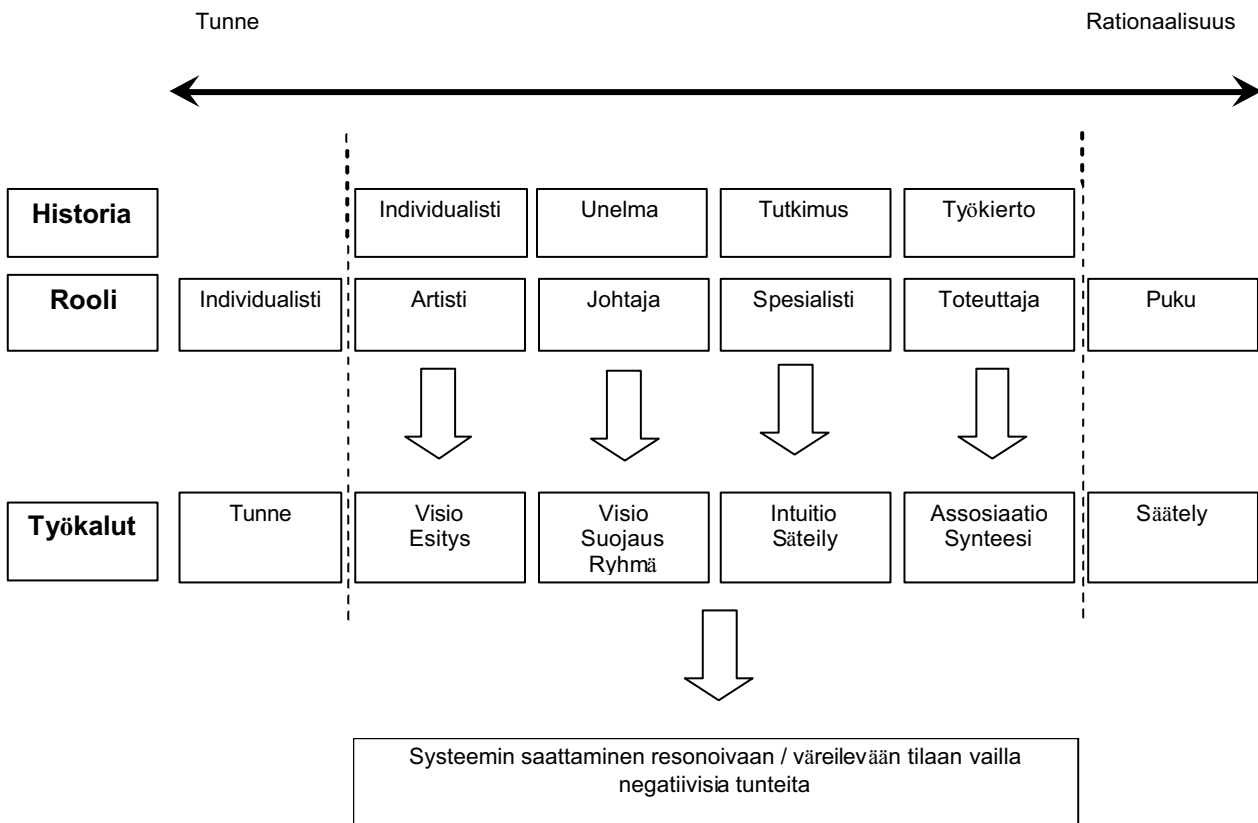 Tunne
Rationaalisuus
Historia
Individualisti
Unelma
Tutkimus
Työkierto
Rooli
Individualisti
Artisti
Johtaja
Spesialisti
Toteuttaja
Puku
Työkalut
Tunne
Visio
Esitys
Visio
Suojaus
Ryhmä
Intuitio
Säteily
Assosiaatio
Synteesi
Säätely
Systeemin saattaminen resonoivaan / väreilevään tilaan vailla
negatiivisia tunteita